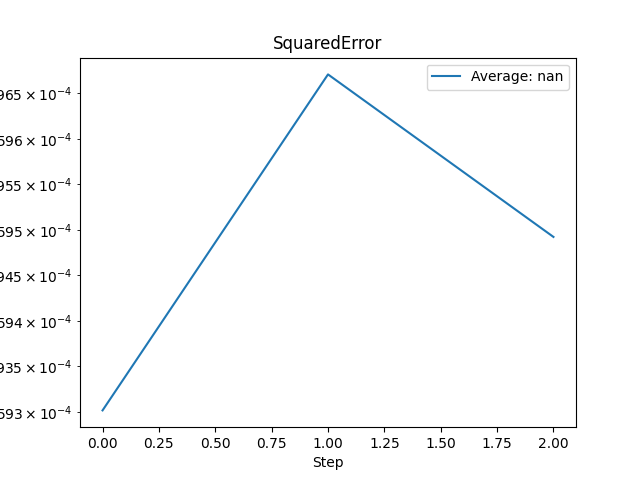 SquaredError
Average: nan
965 × 10⁻⁴
596 × 10⁻⁴
955 × 10⁻⁴
595 × 10⁻⁴
945 × 10⁻⁴
594 × 10⁻⁴
935 × 10⁻⁴
593 × 10⁻⁴
0.00 0.25 0.50 0.75 1.00 1.25 1.50 1.75 2.00
Step